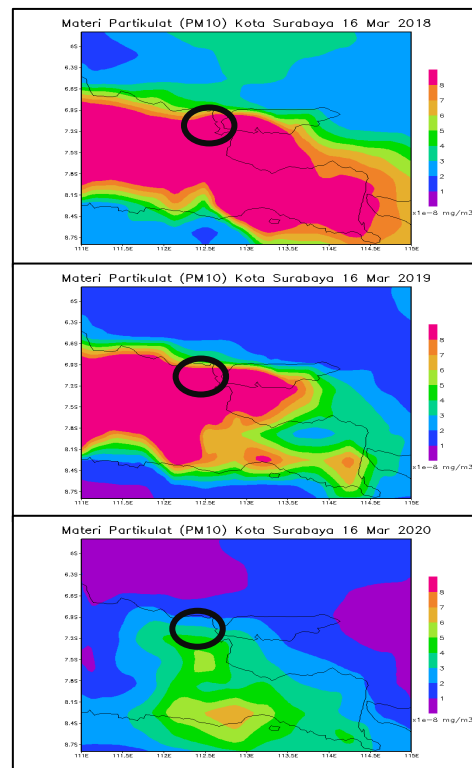 Materi Partikulat (PM10) Kota Surabaya 16 Mar 2018
6S
6.3S
6.6S
6.9S
7.2S
7.5S
7.8S
8.1S
8.4S
8.7S
111E 111.5E 112E 112.5E 113E 113.5E 114E 114.5E 115E
8
7
6
5
4
3
2
1
x1e-8 mg/m3
Materi Partikulat (PM10) Kota Surabaya 16 Mar 2019
6S
6.3S
6.6S
6.9S
7.2S
7.5S
7.8S
8.1S
8.4S
8.7S
111E 111.5E 112E 112.5E 113E 113.5E 114E 114.5E 115E
8
7
6
5
4
3
2
1
x1e-8 mg/m3
Materi Partikulat (PM10) Kota Surabaya 16 Mar 2020
6S
6.3S
6.6S
6.9S
7.2S
7.5S
7.8S
8.1S
8.4S
8.7S
111E 111.5E 112E 112.5E 113E 113.5E 114E 114.5E 115E
8
7
6
5
4
3
2
1
x1e-8 mg/m3